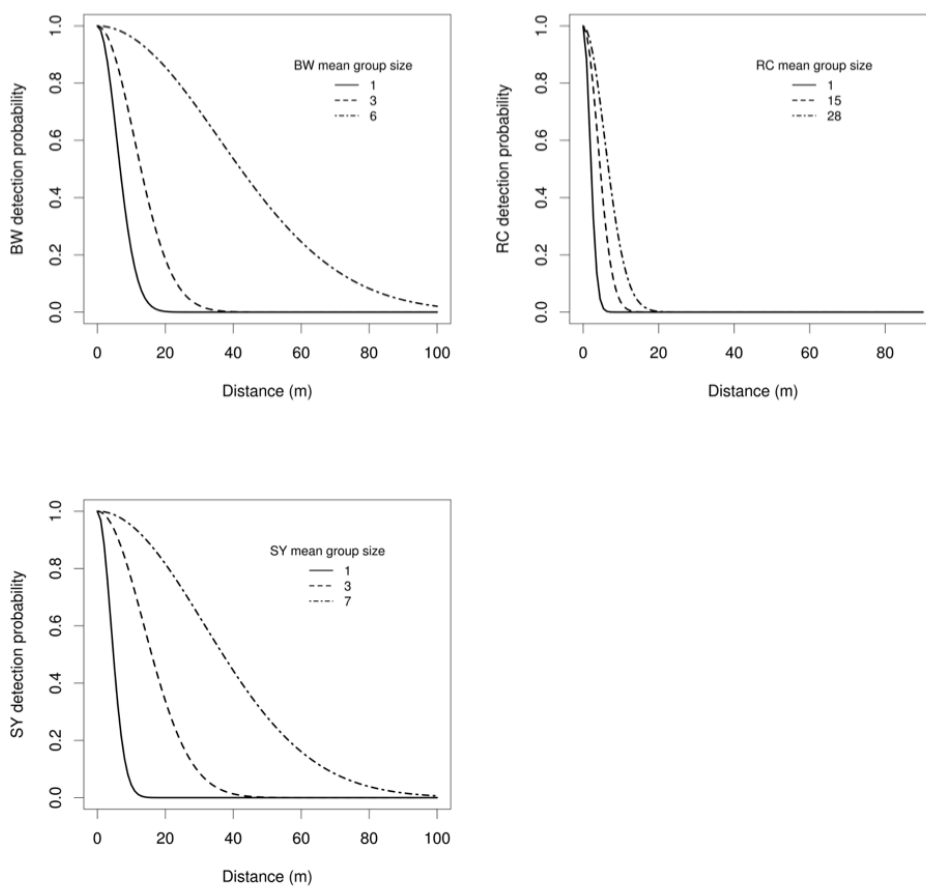 BW detection probability
1.0
0.8
0.6
0.4
0.2
0.0
BW mean group size
1
3
6
0 20 40 60 80 100
Distance (m)
RC detection probability
1.0
0.8
0.6
0.4
0.2
0.0
RC mean group size
1
15
28
0 20 40 60 80
Distance (m)
SY detection probability
1.0
0.8
0.6
0.4
0.2
0.0
SY mean group size
1
3
7
0 20 40 60 80 100
Distance (m)